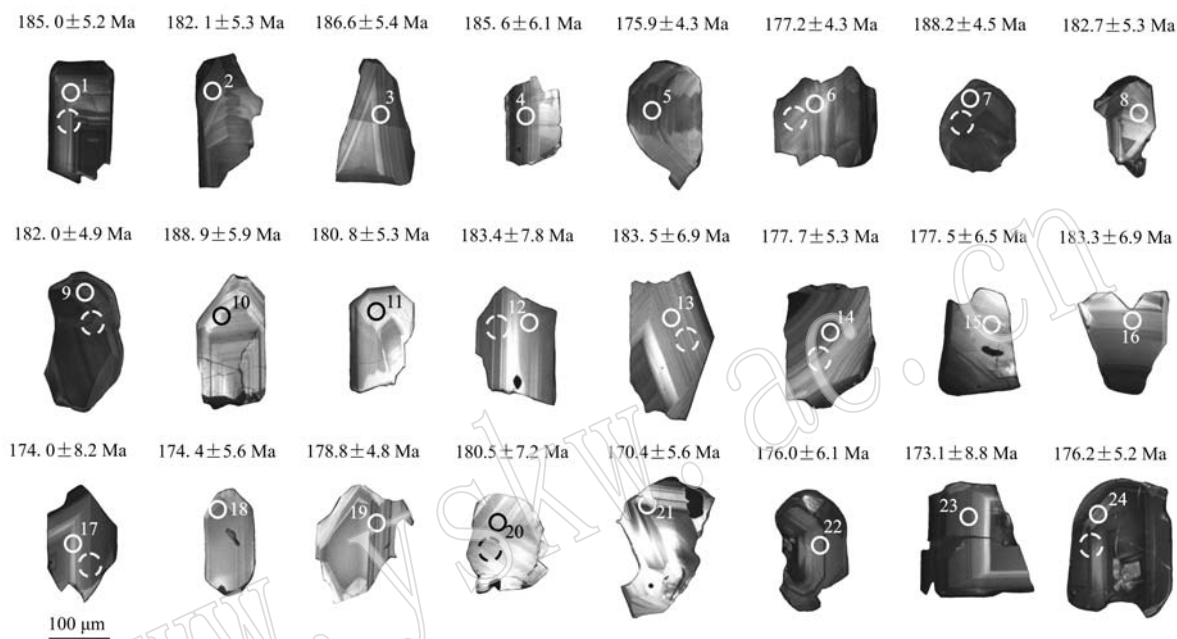 185.0±5.2 Ma 182.1±5.3 Ma 186.6±5.4 Ma 185.6±6.1 Ma 175.9±4.3 Ma 177.2±4.3 Ma 188.2±4.5 Ma 182.7±5.3 Ma
1 2 3 4 5 6 7 8
182.0±4.9 Ma 188.9±5.9 Ma 180.8±5.3 Ma 183.4±7.8 Ma 183.5±6.9 Ma 177.7±5.3 Ma 177.5±6.5 Ma 183.3±6.9 Ma
9 10 11 12 13 14 15 16
174.0±8.2 Ma 174.4±5.6 Ma 178.8±4.8 Ma 180.5±7.2 Ma 170.4±5.6 Ma 176.0±6.1 Ma 173.1±8.8 Ma 176.2±5.2 Ma
17 18 19 20 21 22 23 24
100 μm
www.yskw.ac.cn